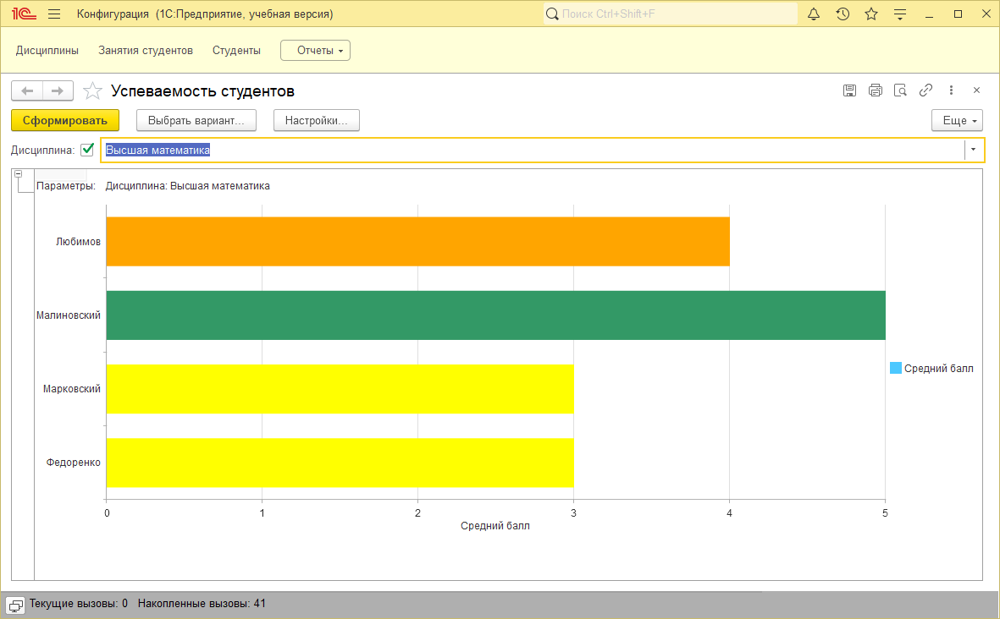 1С Конфигурация (1С:Предприятие, учебная версия) Поиск Ctrl+Shift+F
Дисциплины Занятия студентов Студенты Отчеты
Успеваемость студентов
Сформировать Выбрать вариант... Настройки... Еще
Дисциплина: Высшая математика
Параметры: Дисциплина: Высшая математика
Любимов
Малиновский
Средний балл
Марковский
Федоренко
0 1 2 3 4 5
Средний балл
Текущие вызовы: 0 Накопленные вызовы: 41